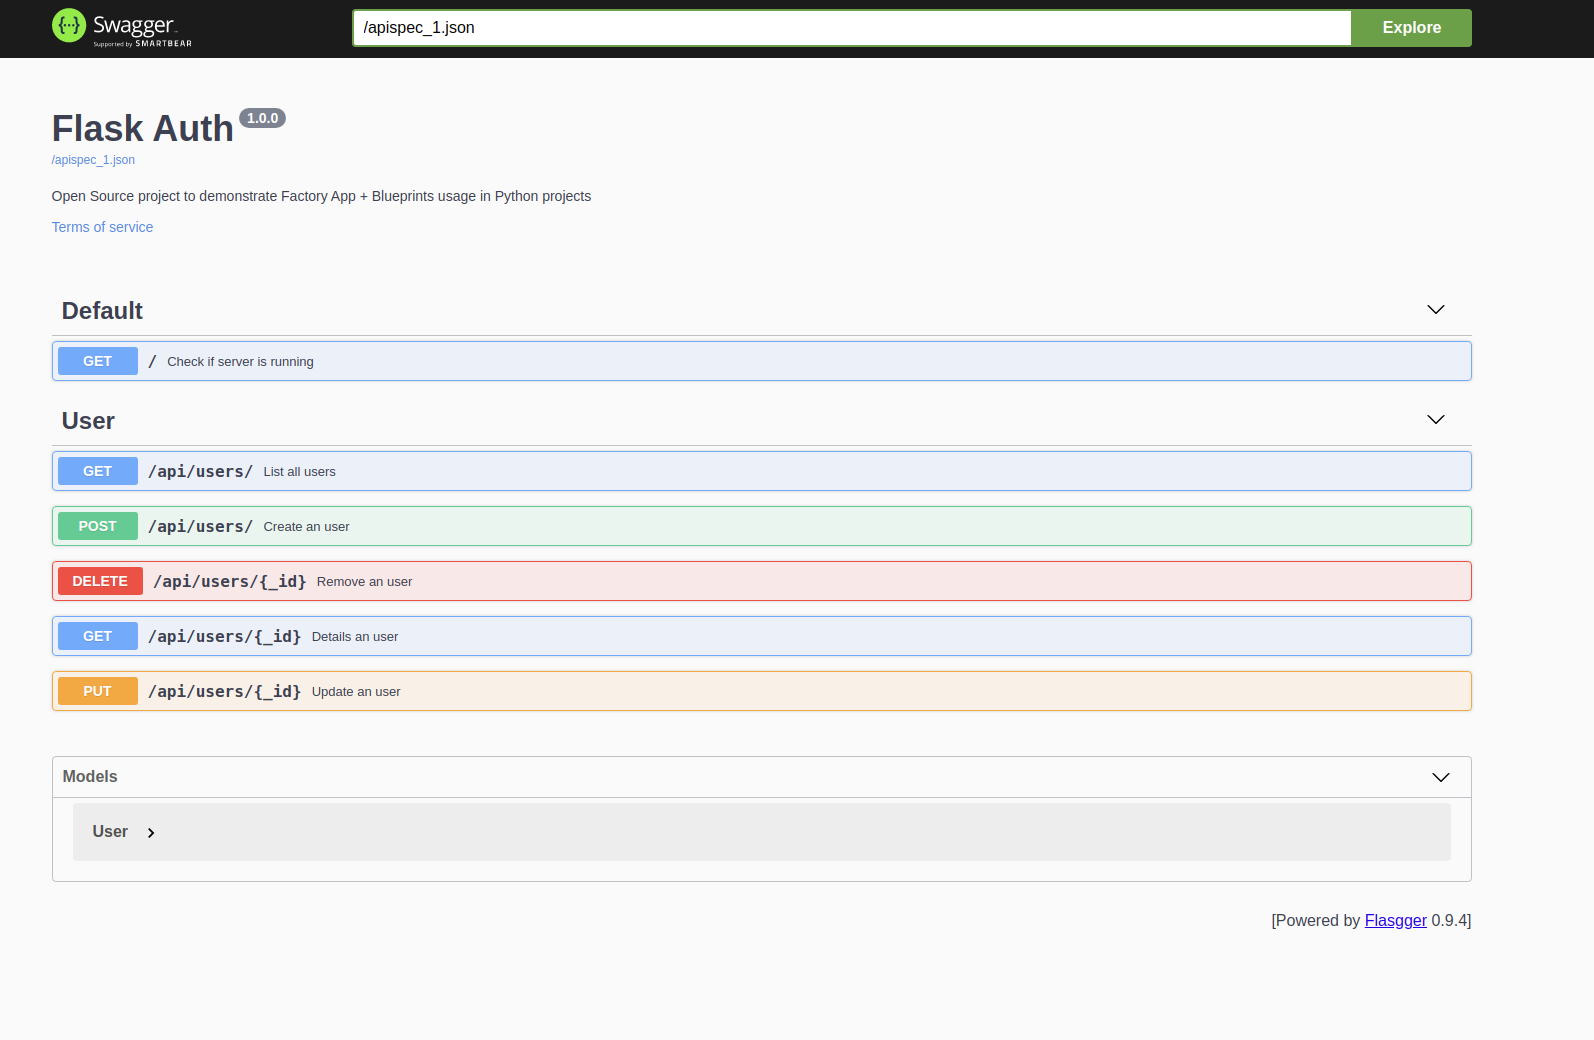 Swagger
Supported by SMARTBEAR
/apispec_1.json
Explore
Flask Auth 1.0.0
/apispec_1.json
Open Source project to demonstrate Factory App + Blueprints usage in Python projects
Terms of service
Default
GET / Check if server is running
User
GET /api/users/ List all users
POST /api/users/ Create an user
DELETE /api/users/{_id} Remove an user
GET /api/users/{_id} Details an user
PUT /api/users/{_id} Update an user
Models
User
[Powered by Flasgger 0.9.4]